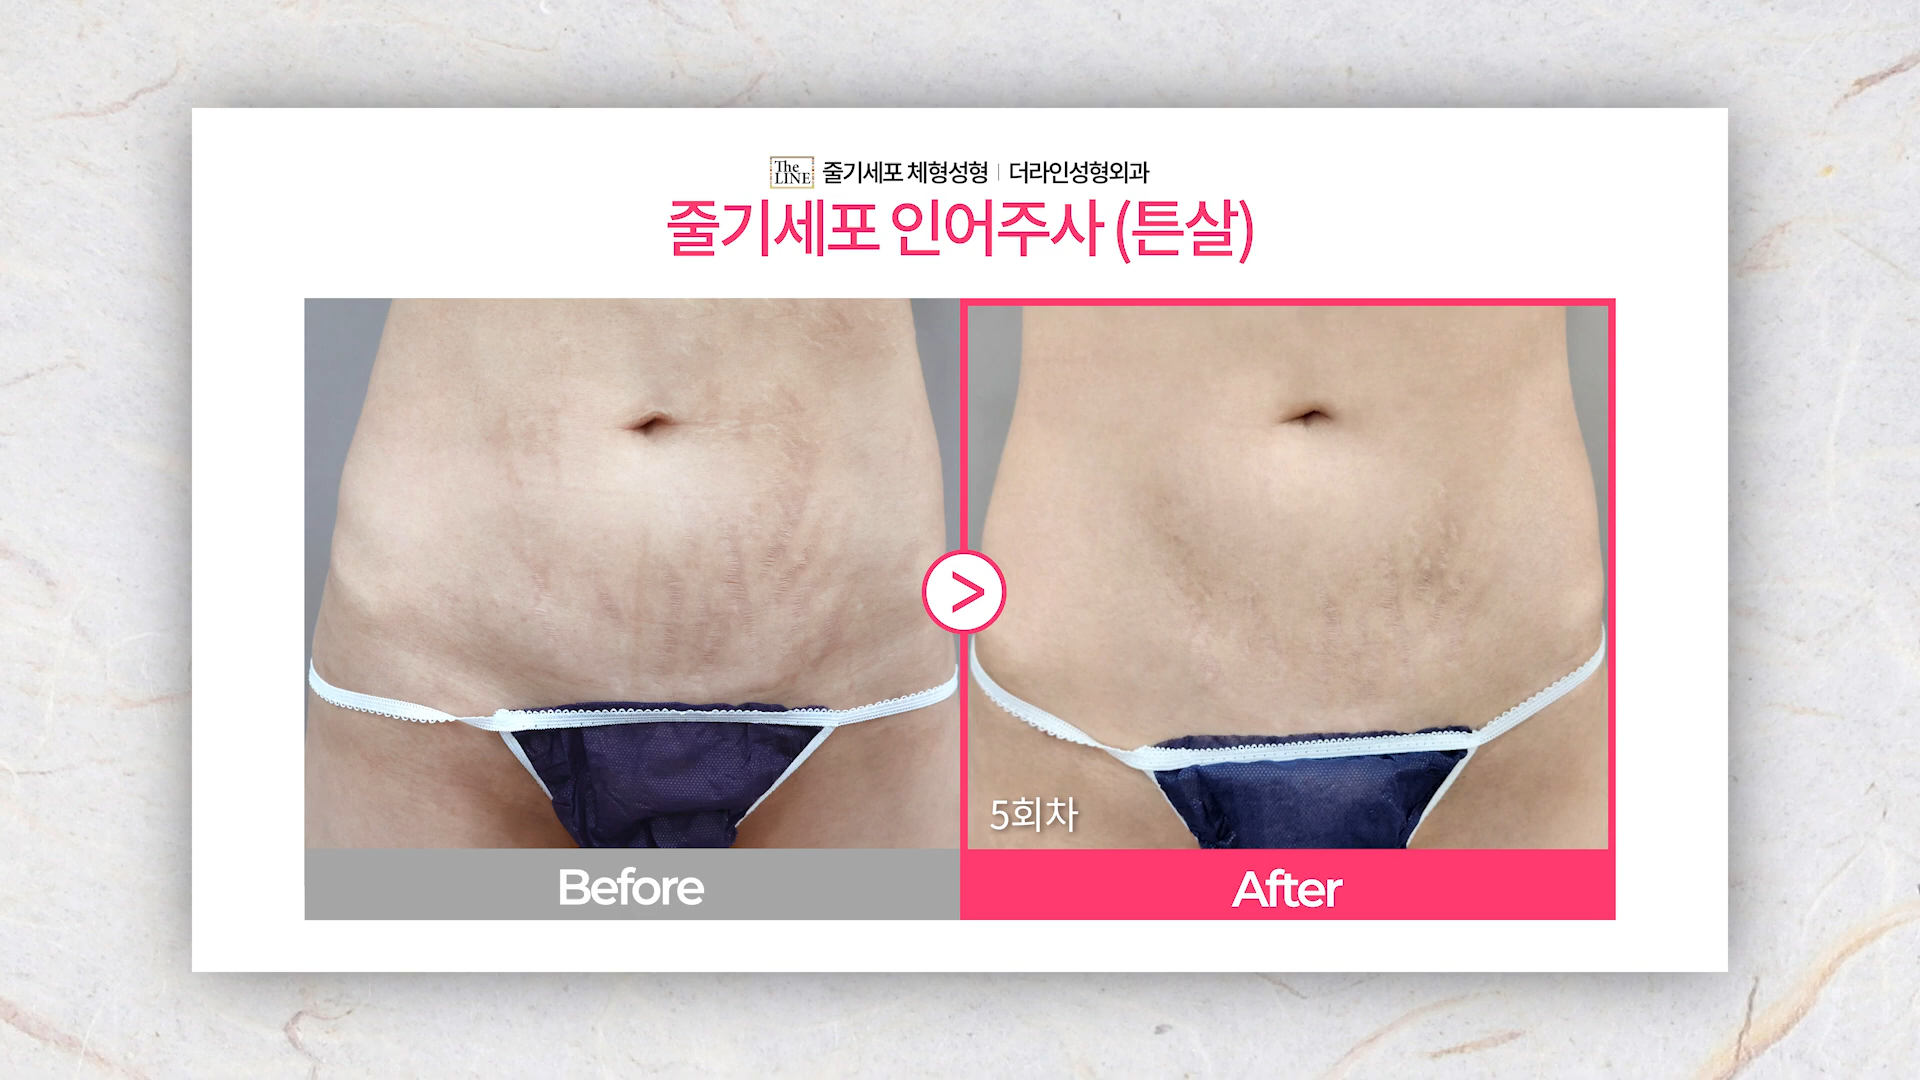 The LINE 줄기세포 체형성형 | 더라인성형외과
줄기세포 인어주사 (튼살)
>
5회차
Before
After